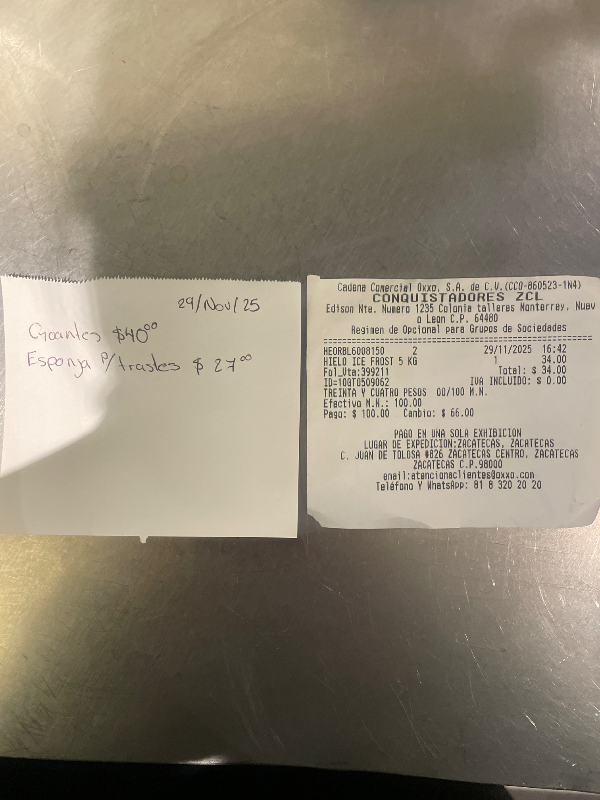 29/Nov/25
Guantes $40⁰⁰
Esponja P/trastes $ 27⁰⁰
Cadena Comercial Oxxo, S.A. de C.V.(CCO-860523-1N4)
CONQUISTADORES ZCL
Edison Nte. Numero 1235 Colonia talleres Monterrey, Nuev
o Leon C.P. 64480
Regimen de Opcional para Grupos de Sociedades
HEORBL6008150 2 29/11/2025 16:42
HIELO ICE FROST 5 KG 1 34.00
Fol_Vta:399211 Total: $ 34.00
ID=100T0509062 IVA INCLUIDO: $ 0.00
TREINTA Y CUATRO PESOS 00/100 M.N.
Efectivo M.N.: 100.00
Pago: $ 100.00 Cambio: $ 66.00
PAGO EN UNA SOLA EXHIBICION
LUGAR DE EXPEDICION:ZACATECAS, ZACATECAS
C. JUAN DE TOLOSA #826 ZACATECAS CENTRO, ZACATECAS
ZACATECAS C.P.98000
email:atencionaclientes@oxxo.com
Teléfono Y WhatsApp: 81 8 320 20 20